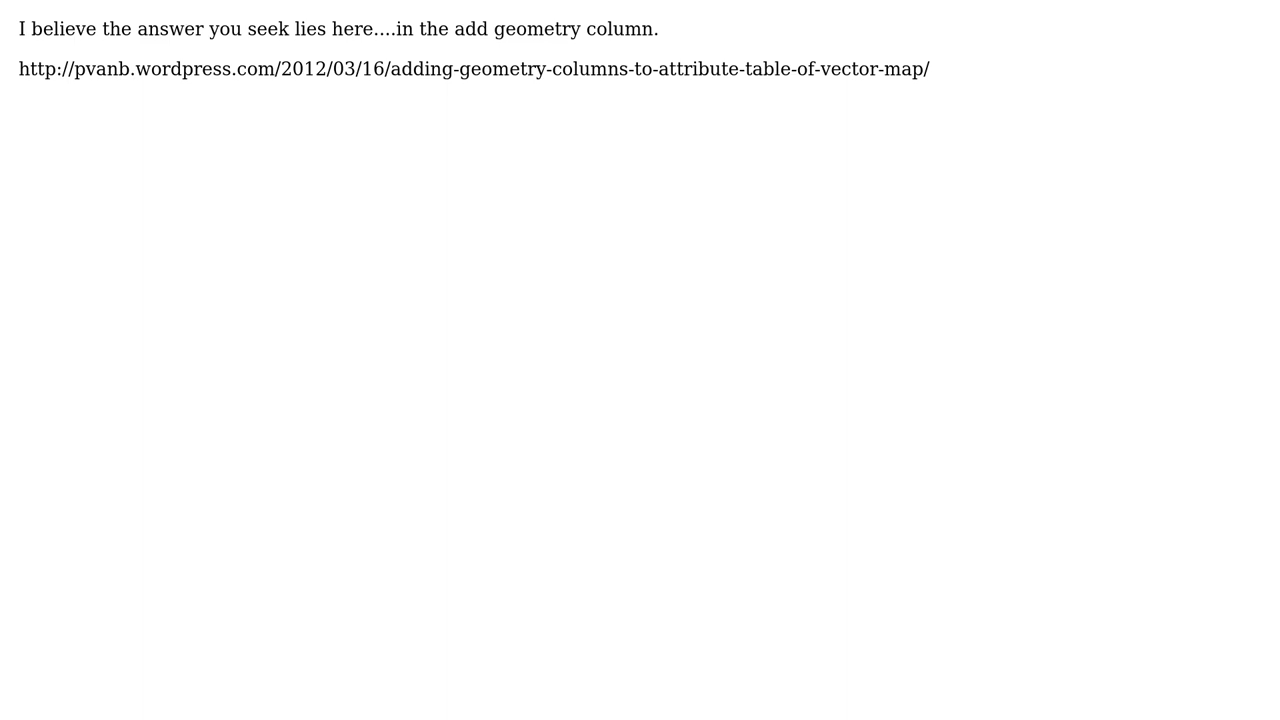 I believe the answer you seek lies here....in the add geometry column.
http://pvanb.wordpress.com/2012/03/16/adding-geometry-columns-to-attribute-table-of-vector-map/